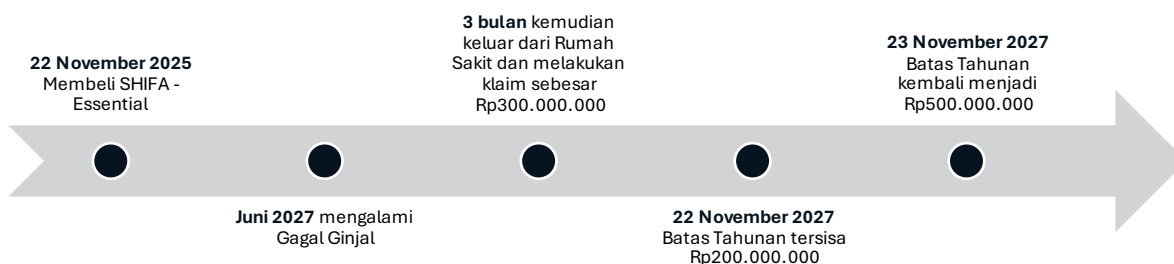 22 November 2025
Membeli SHIFA -
Essential
Juni 2027 mengalami
Gagal Ginjal
3 bulan kemudian
keluar dari Rumah
Sakit dan melakukan
klaim sebesar
Rp300.000.000
22 November 2027
Batas Tahunan tersisa
Rp200.000.000
23 November 2027
Batas Tahunan
kembali menjadi
Rp500.000.000